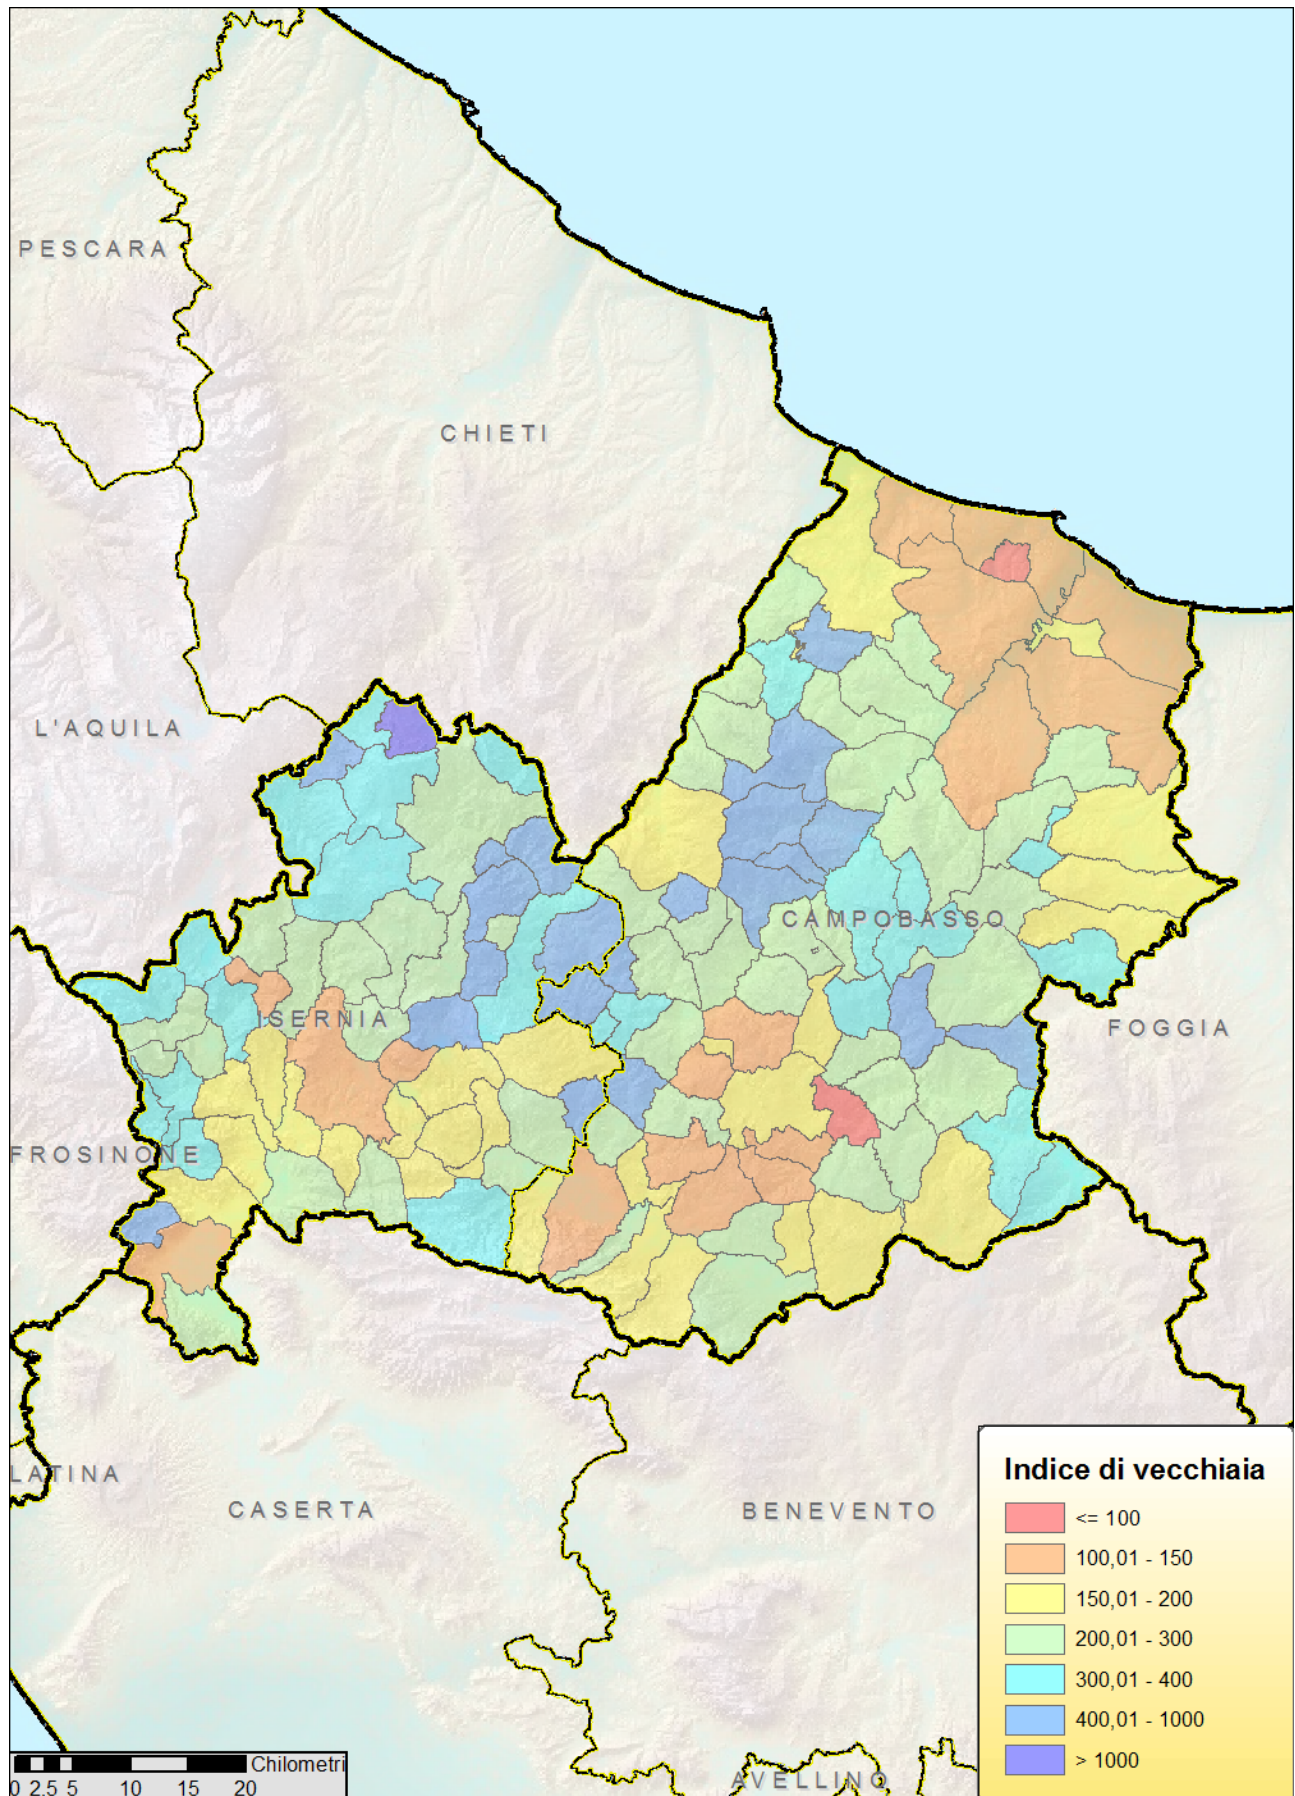 PESCARA
CHIETI
L'AQUILA
CAMPOBASSO
ISERNIA
FOGGIA
FROSINONE
LATINA
CASERTA
BENEVENTO
AVELLINO
Indice di vecchiaia
<= 100
100,01 - 150
150,01 - 200
200,01 - 300
300,01 - 400
400,01 - 1000
> 1000
Chilometri
0 2,5 5 10 15 20